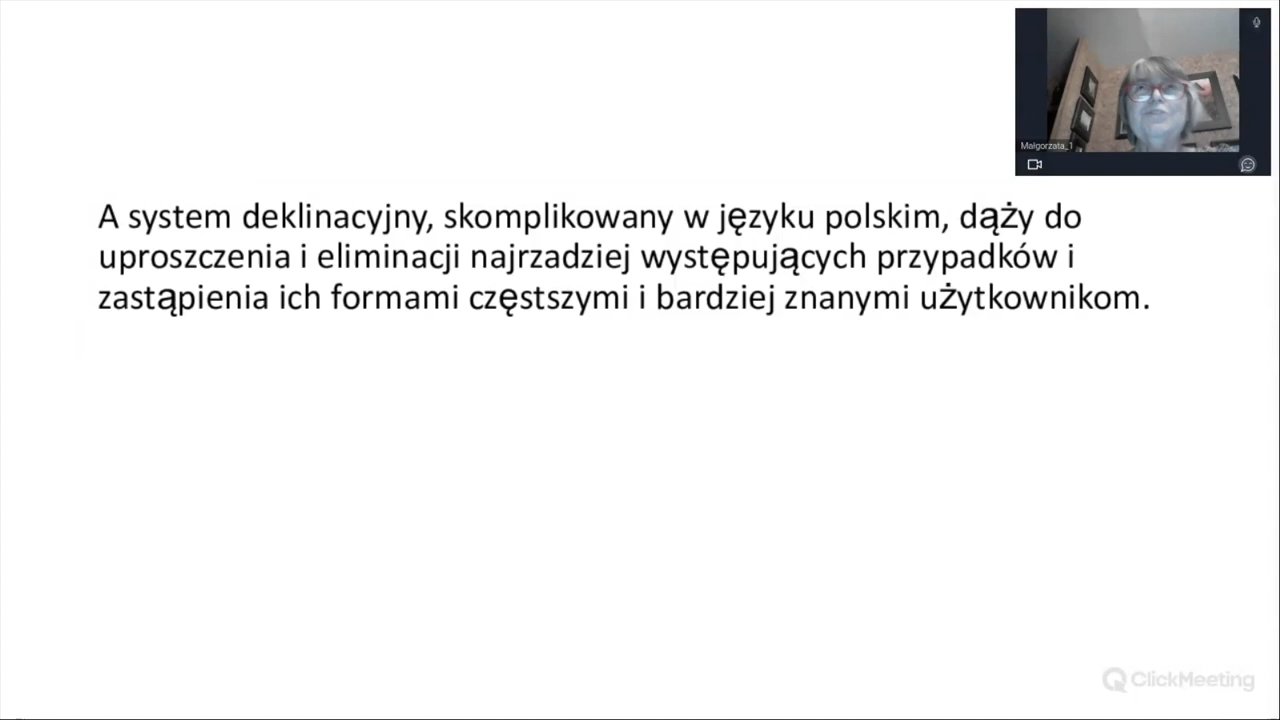 Małgorzata_1
A system deklinacyjny, skomplikowany w języku polskim, dąży do
uproszczenia i eliminacji najrzadziej występujących przypadków i
zastąpienia ich formami częstszymi i bardziej znanymi użytkownikom.
ClickMeeting